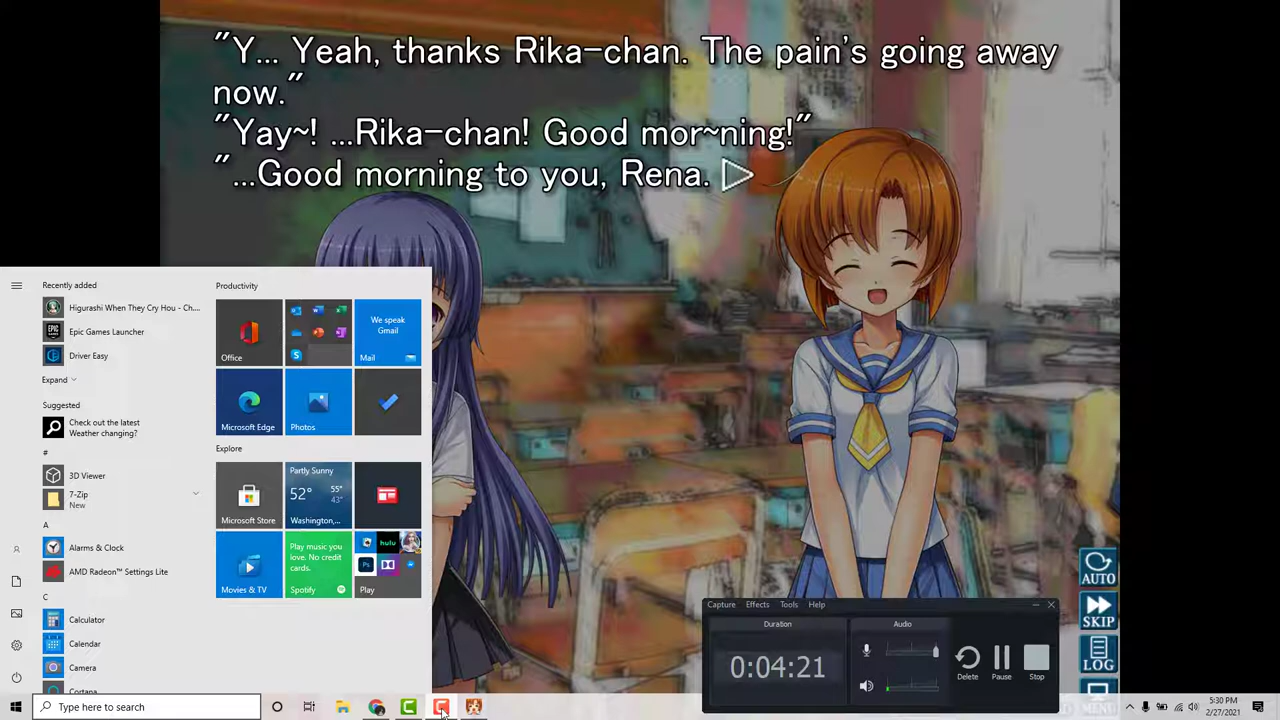 "Y... Yeah, thanks Rika-chan. The pain's going away
now."
"Yay~! ...Rika-chan! Good mor~ning!"
"...Good morning to you, Rena.
Recently added
Higurashi When They Cry Hou - Ch...
Epic Games Launcher
Driver Easy
Expand
Suggested
Check out the latest
Weather changing?
#
3D Viewer
7-Zip
New
A
Alarms & Clock
AMD Radeon™ Settings Lite
C
Calculator
Calendar
Camera
Cortana
Productivity
Office
We speak
Gmail
Mail
Microsoft Edge
Photos
Explore
Microsoft Store
Partly Sunny
52° 55°
43°
Washington,...
Movies & TV
Play music you
love. No credit
cards.
Spotify
hulu
Ps
Play
Capture Effects Tools Help
Duration
Audio
0:04:21
Delete
Pause
Stop
AUTO
SKIP
LOG
MENU
Type here to search
5:30 PM
2/27/2021